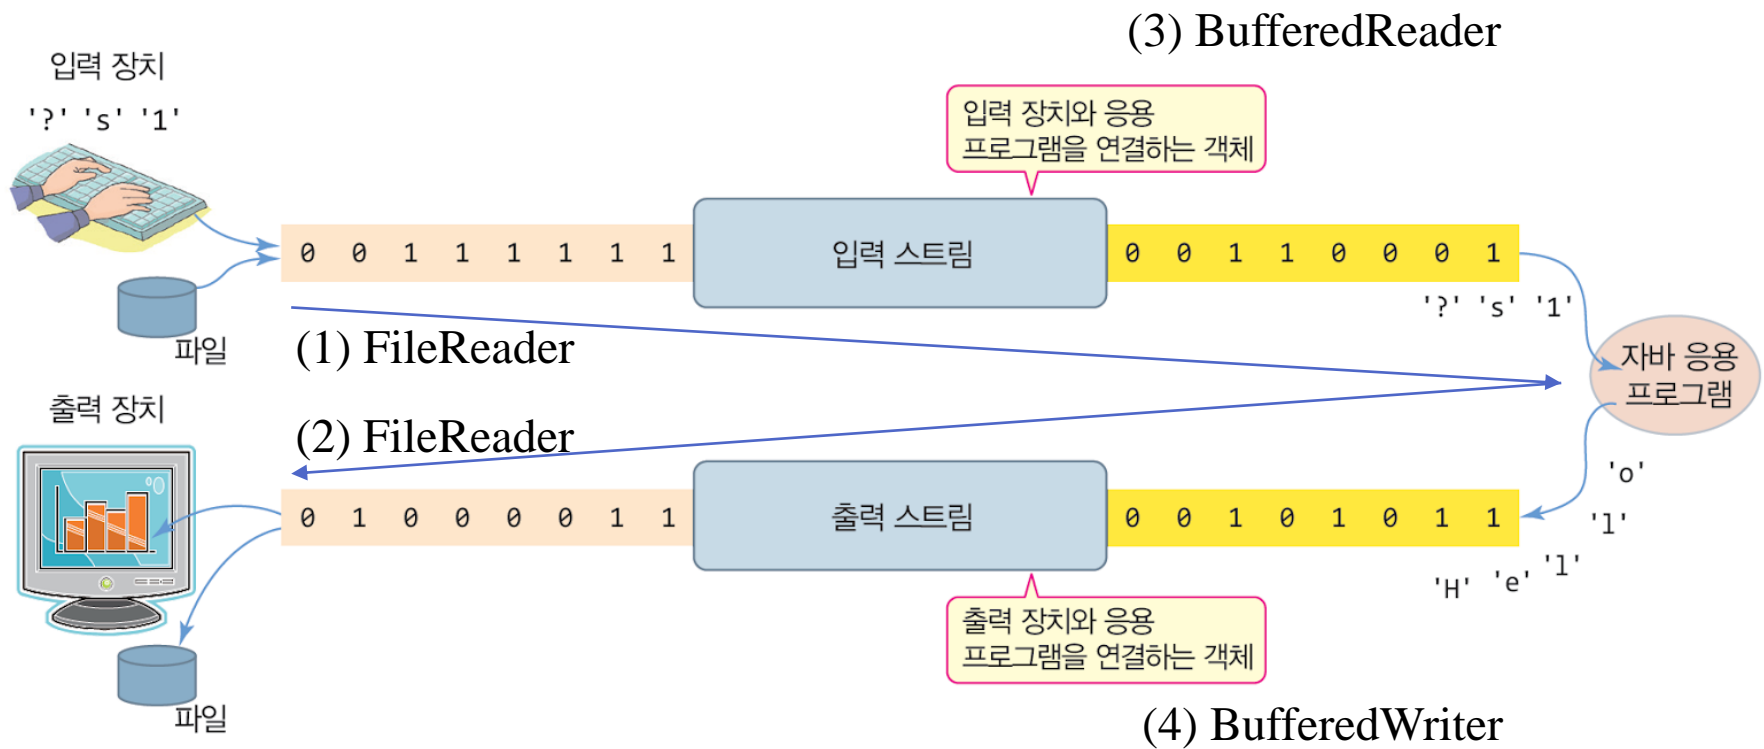 (3) BufferedReader
입력 장치
'?' 's' '1'
입력 장치와 응용
프로그램을 연결하는 객체
0 0 1 1 1 1 1 1
입력 스트림
0 0 1 1 0 0 0 1
'?' 's' '1'
파일
(1) FileReader
자바 응용
프로그램
출력 장치
(2) FileReader
'o'
'l'
'l'
'e'
'H'
0 1 0 0 0 0 1 1
출력 스트림
0 0 1 0 1 0 1 1
출력 장치와 응용
프로그램을 연결하는 객체
파일
(4) BufferedWriter